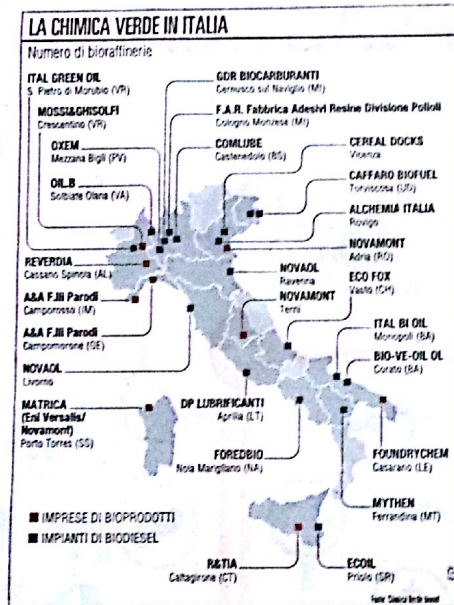 LA CHIMICA VERDE IN ITALIA
Numero di bioraffinerie
ITAL GREEN OIL
S. Pietro di Morubio (VR)
MOSSI&GHISOLFI
Crescentino (VR)
OXEM
Mezzana Bigli (PV)
OIL.B
Solbiate Olana (VA)
GDR BIOCARBURANTI
Cernusco sul Naviglio (MI)
F.A.R. Fabbrica Adesivi Resine Divisione Polioli
Cologno Monzese (MI)
COMLUBE
Castenedolo (BS)
CEREAL DOCKS
Vicenza
CAFFARO BIOFUEL
Torviscosa (UD)
ALCHEMIA ITALIA
Rovigo
NOVAMONT
Adria (RO)
REVERDIA
Cassano Spinola (AL)
A&A F.lli Parodi
Camporosso (IM)
A&A F.lli Parodi
Campomorone (GE)
NOVAOL
Livorno
NOVAOL
Ravenna
NOVAMONT
Terni
ECO FOX
Vasto (CH)
ITAL BI OIL
Monopoli (BA)
BIO-VE-OIL OL
Corato (BA)
MATRICA
(Eni Versalis/
Novamont)
Porto Torres (SS)
DP LUBRIFICANTI
Aprilia (LT)
FOREDBIO
Nola Marigliano (NA)
FOUNDRYCHEM
Casarano (LE)
MYTHEN
Ferrandina (MT)
IMPRESE DI BIOPRODOTTI
IMPIANTI DI BIODIESEL
R&TIA
Caltagirone (CT)
ECOIL
Priolo (SR)
Fonte: Chimica Verde